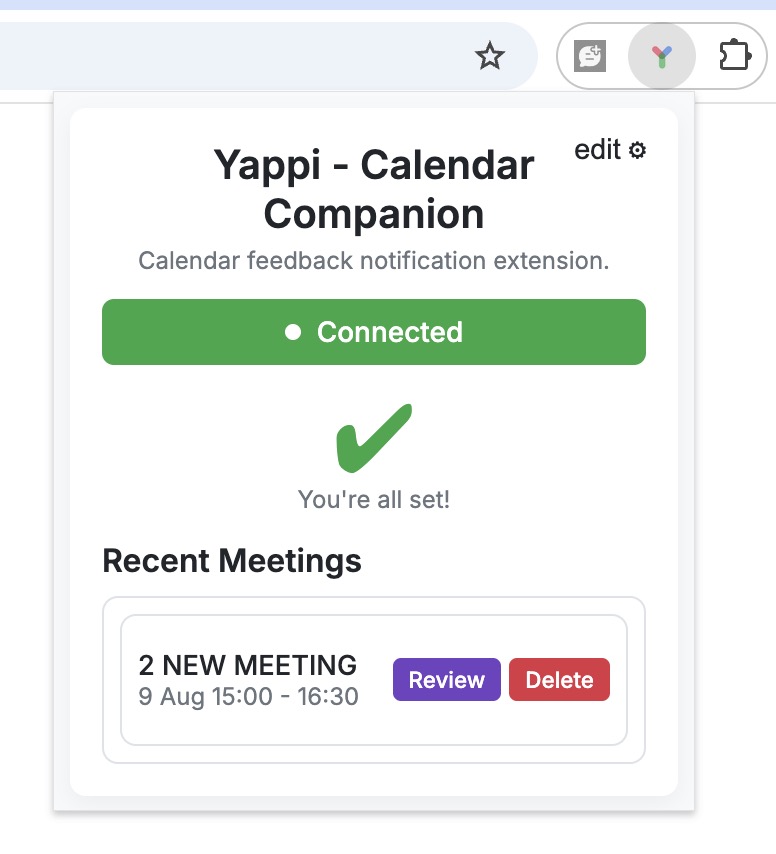 edit ⚙
Yappi - Calendar
Companion
Calendar feedback notification extension.
Connected
You're all set!
Recent Meetings
2 NEW MEETING
9 Aug 15:00 - 16:30
Review
Delete